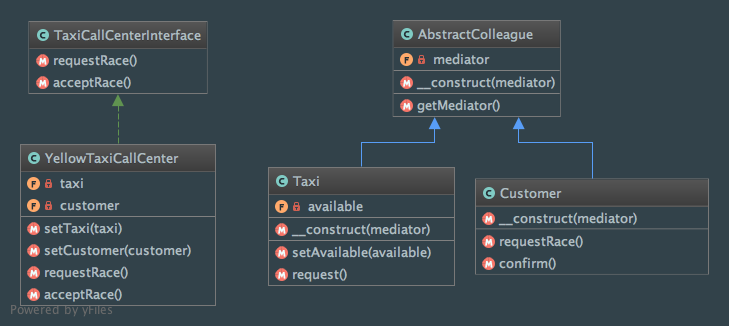 TaxiCallCenterInterface
requestRace()
acceptRace()
YellowTaxiCallCenter
taxi
customer
setTaxi(taxi)
setCustomer(customer)
requestRace()
acceptRace()
AbstractColleague
mediator
__construct(mediator)
getMediator()
Taxi
available
__construct(mediator)
setAvailable(available)
request()
Customer
__construct(mediator)
requestRace()
confirm()
Powered by yFiles